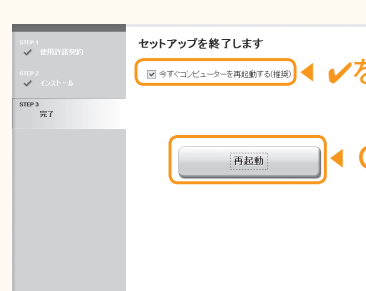 STEP 1
使用許諾契約
STEP 2
インストール
STEP 3
完了
セットアップを終了します
今すぐコンピューターを再起動する(推奨)
✔を
再起動